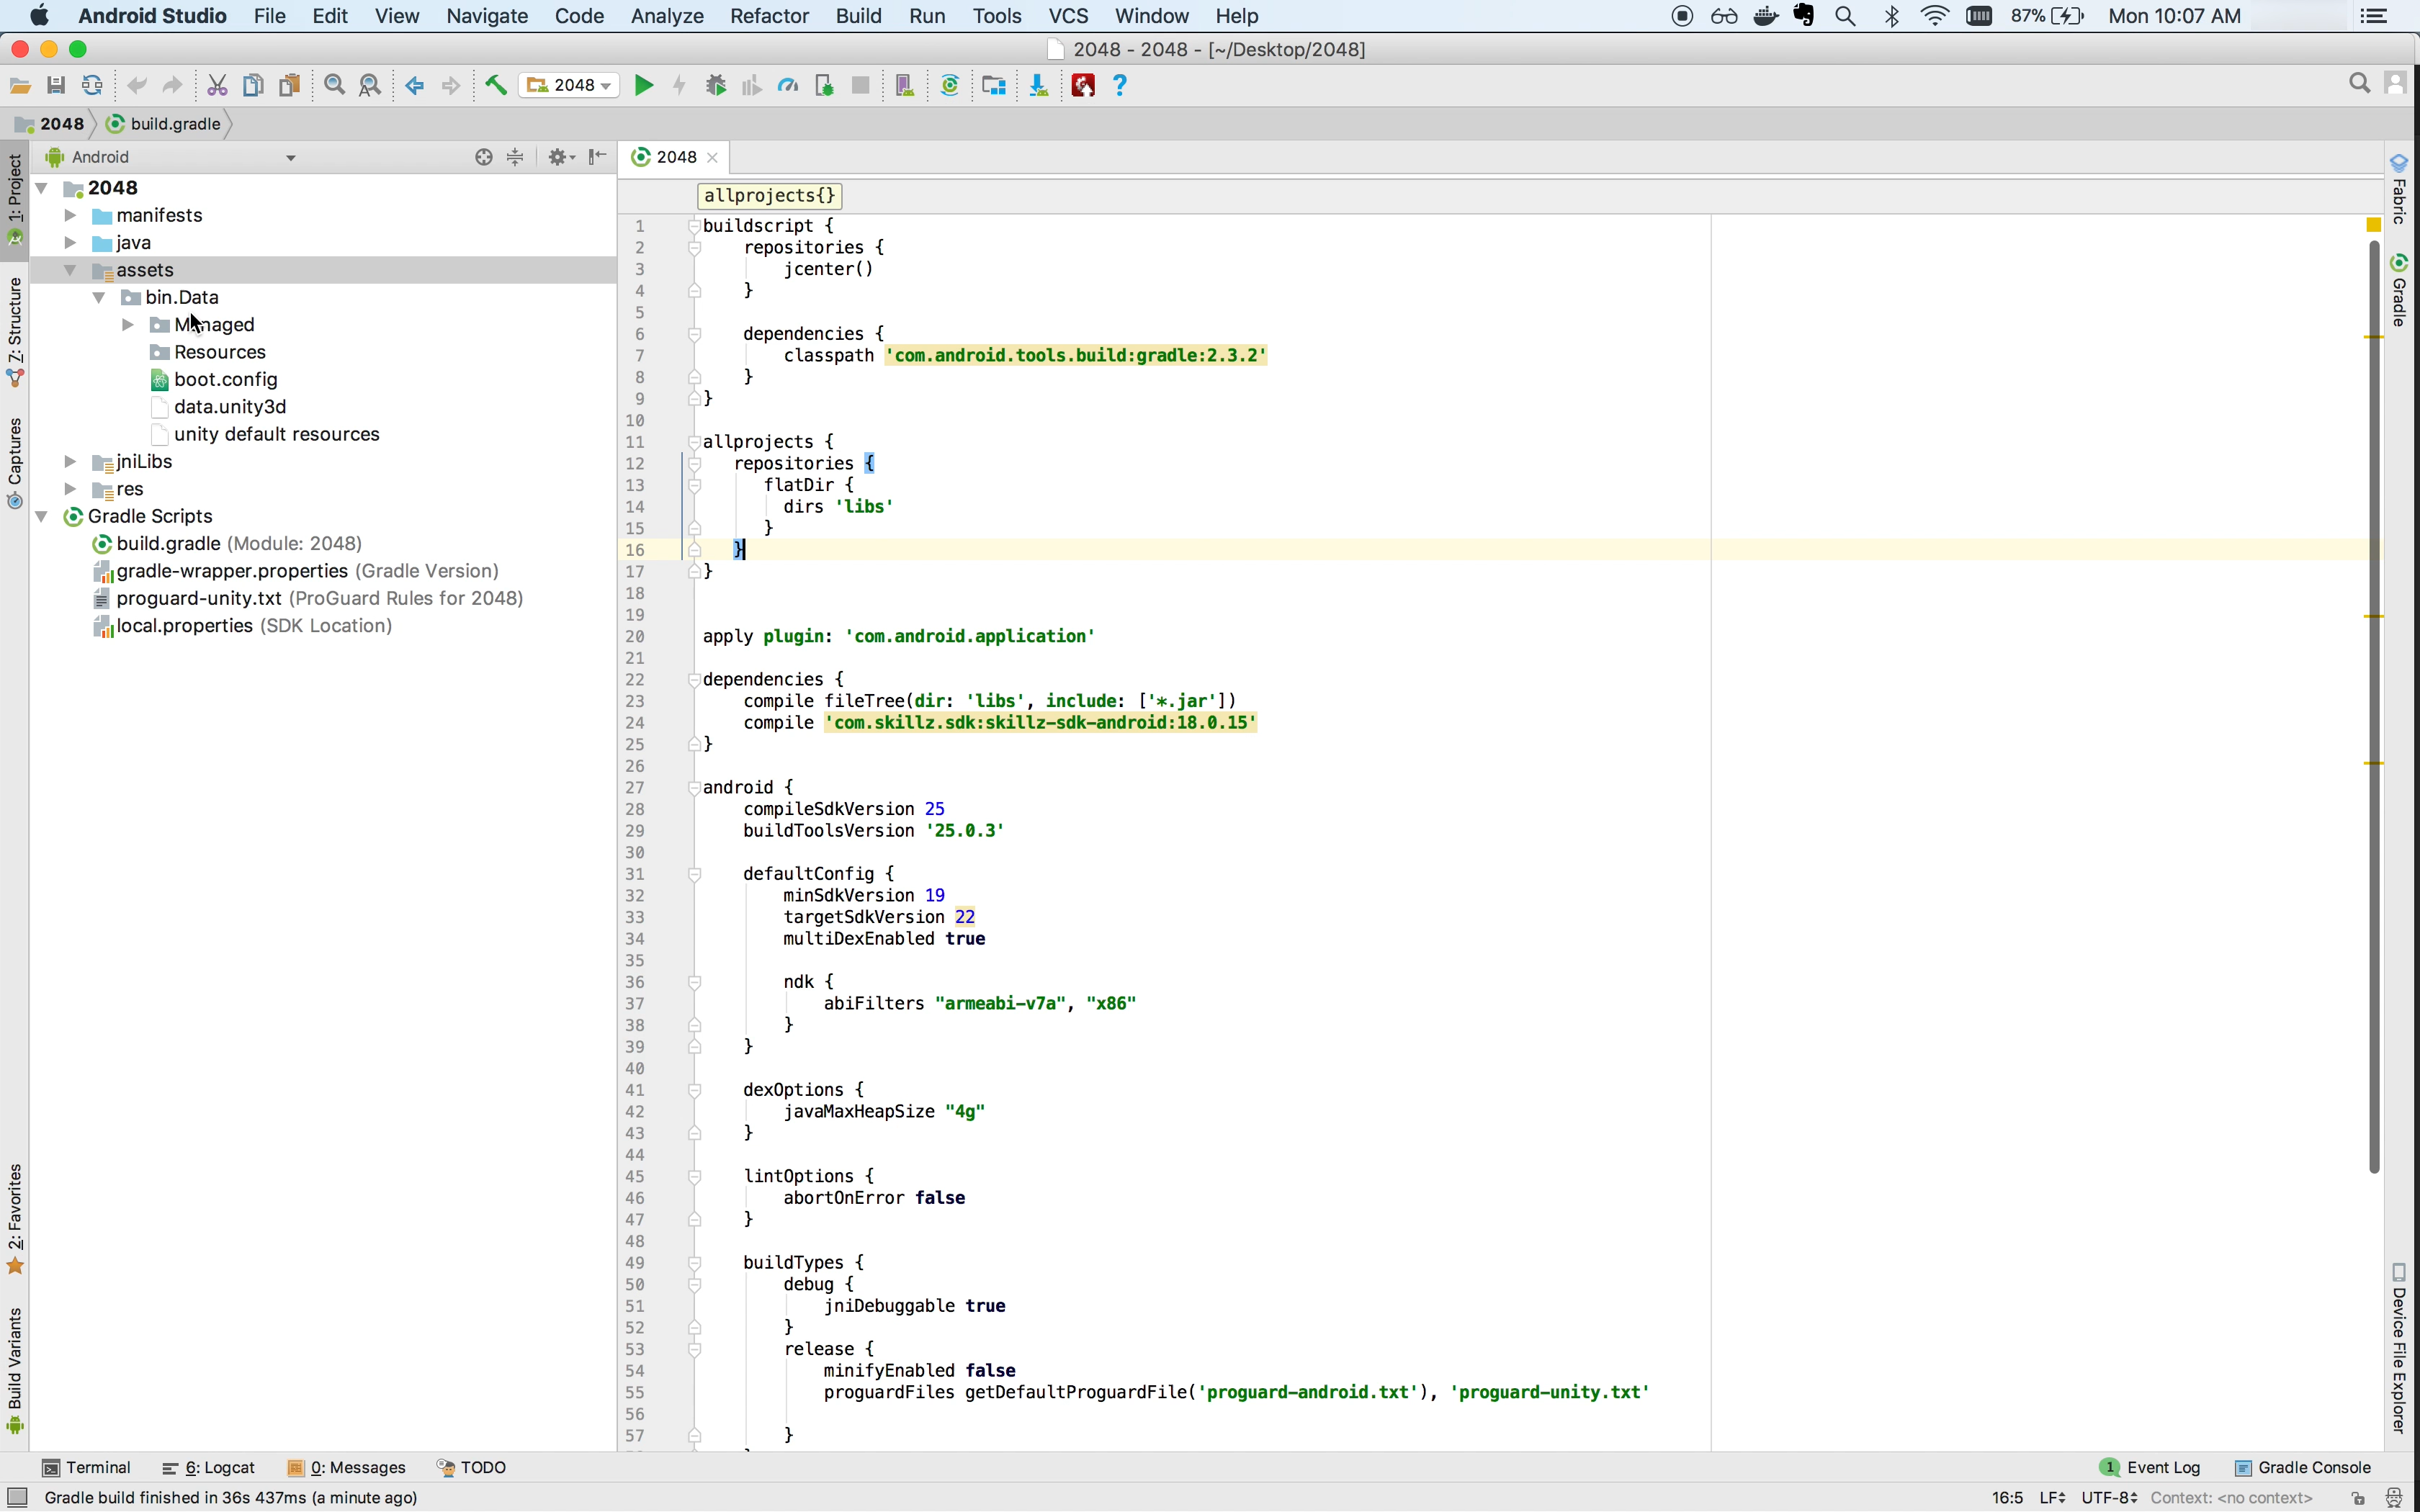 Android Studio File Edit View Navigate Code Analyze Refactor Build Run Tools VCS Window Help 87% Mon 10:07 AM
2048 - 2048 - [~/Desktop/2048]
2048
2048 build.gradle
Android
2048
allprojects{}
1: Project
7: Structure
Captures
2: Favorites
Build Variants
2048
manifests
java
assets
bin.Data
Managed
Resources
boot.config
data.unity3d
unity default resources
jniLibs
res
Gradle Scripts
build.gradle (Module: 2048)
gradle-wrapper.properties (Gradle Version)
proguard-unity.txt (ProGuard Rules for 2048)
local.properties (SDK Location)
1 buildscript {
2 repositories {
3 jcenter()
4 }
5
6 dependencies {
7 classpath 'com.android.tools.build:gradle:2.3.2'
8 }
9 }
10
11 allprojects {
12 repositories {
13 flatDir {
14 dirs 'libs'
15 }
16 }
17 }
18
19
20 apply plugin: 'com.android.application'
21
22 dependencies {
23 compile fileTree(dir: 'libs', include: ['*.jar'])
24 compile 'com.skillz.sdk:skillz-sdk-android:18.0.15'
25 }
26
27 android {
28 compileSdkVersion 25
29 buildToolsVersion '25.0.3'
30
31 defaultConfig {
32 minSdkVersion 19
33 targetSdkVersion 22
34 multiDexEnabled true
35
36 ndk {
37 abiFilters "armeabi-v7a", "x86"
38 }
39 }
40
41 dexOptions {
42 javaMaxHeapSize "4g"
43 }
44
45 lintOptions {
46 abortOnError false
47 }
48
49 buildTypes {
50 debug {
51 jniDebuggable true
52 }
53 release {
54 minifyEnabled false
55 proguardFiles getDefaultProguardFile('proguard-android.txt'), 'proguard-unity.txt'
56
57 }
Fabric
Gradle
Device File Explorer
Terminal 6: Logcat 0: Messages TODO 1 Event Log Gradle Console
Gradle build finished in 36s 437ms (a minute ago) 16:5 LF UTF-8 Context: <no context>